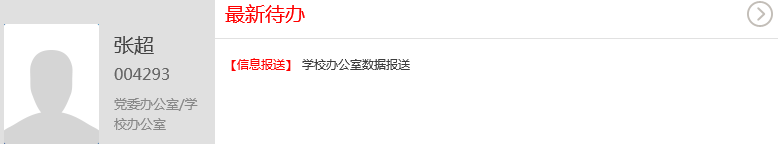 张超
004293
党委办公室/学
校办公室
最新待办
【信息报送】 学校办公室数据报送